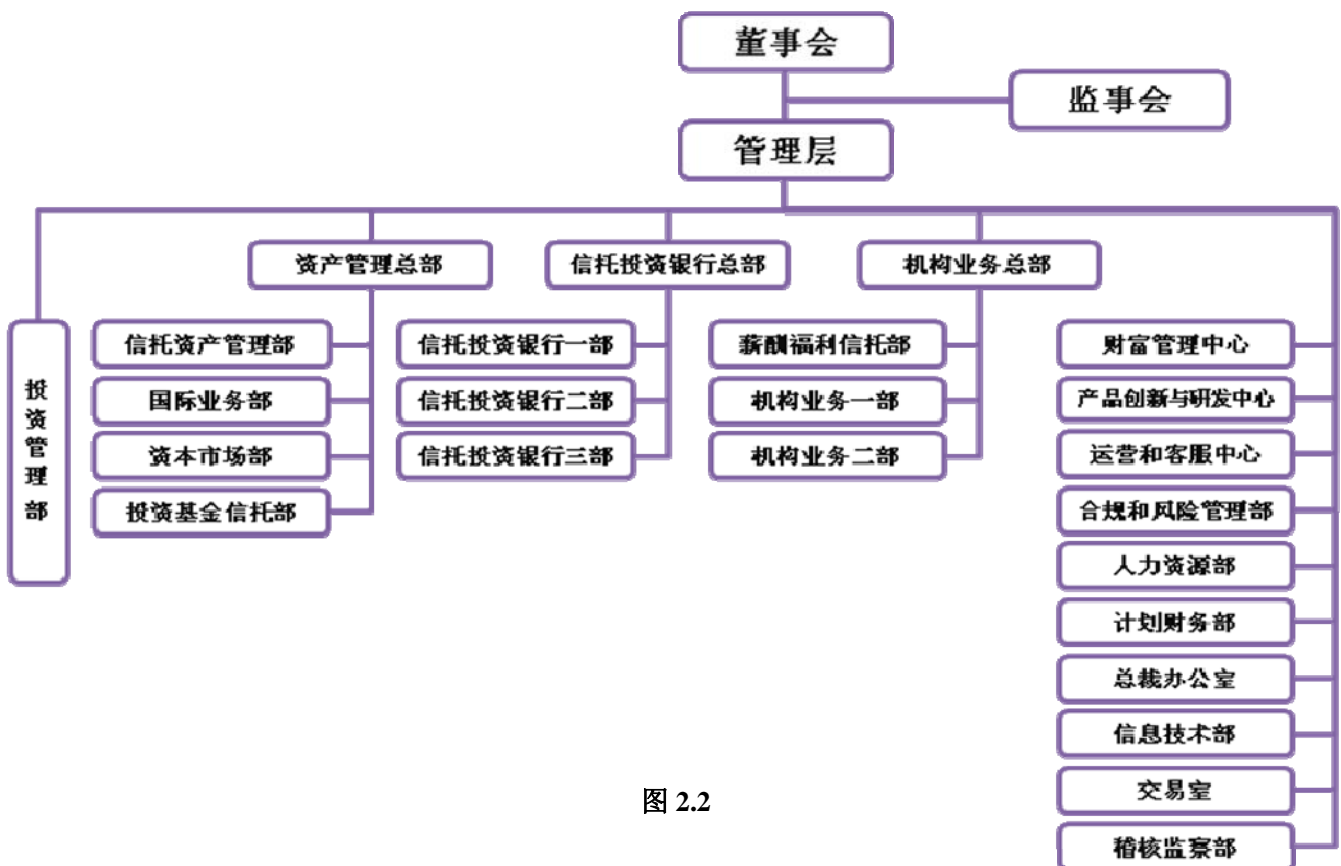 董事会
监事会
管理层
资产管理总部
信托投资银行总部
机构业务总部
投资管理部
信托资产管理部
国际业务部
资本市场部
投资基金信托部
信托投资银行一部
信托投资银行二部
信托投资银行三部
薪酬福利信托部
机构业务一部
机构业务二部
财富管理中心
产品创新与研发中心
运营和客服中心
合规和风险管理部
人力资源部
计划财务部
总裁办公室
信息技术部
交易室
稽核监察部
图 2.2